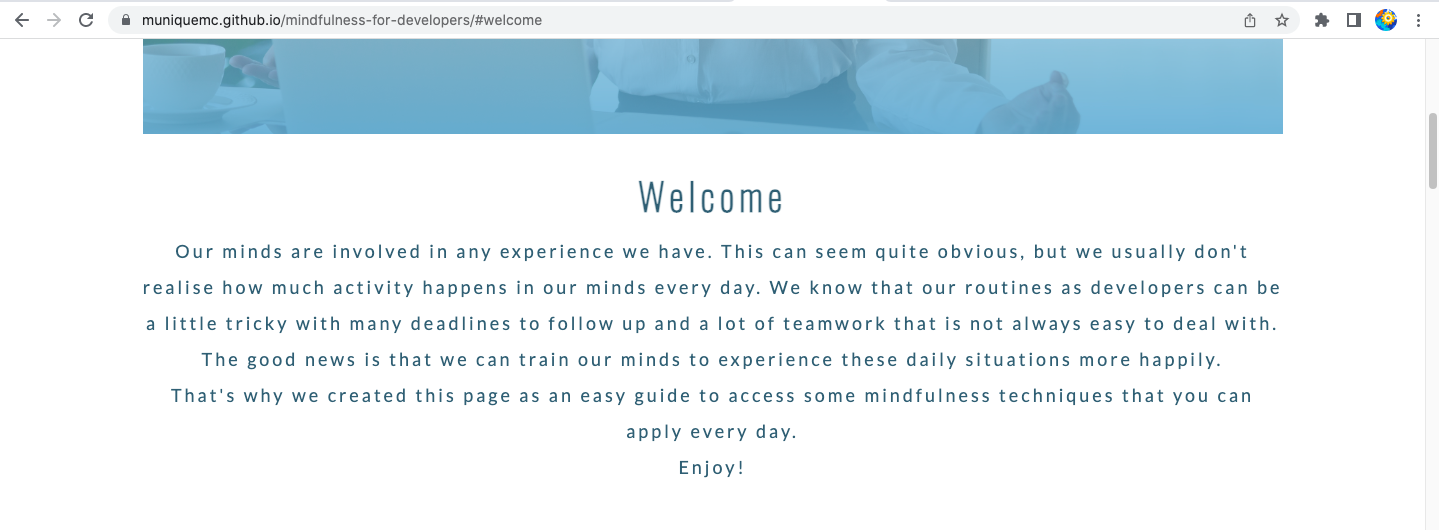 muniquemc.github.io/mindfulness-for-developers/#welcome
Welcome
Our minds are involved in any experience we have. This can seem quite obvious, but we usually don't
realise how much activity happens in our minds every day. We know that our routines as developers can be
a little tricky with many deadlines to follow up and a lot of teamwork that is not always easy to deal with.
The good news is that we can train our minds to experience these daily situations more happily.
That's why we created this page as an easy guide to access some mindfulness techniques that you can
apply every day.
Enjoy!